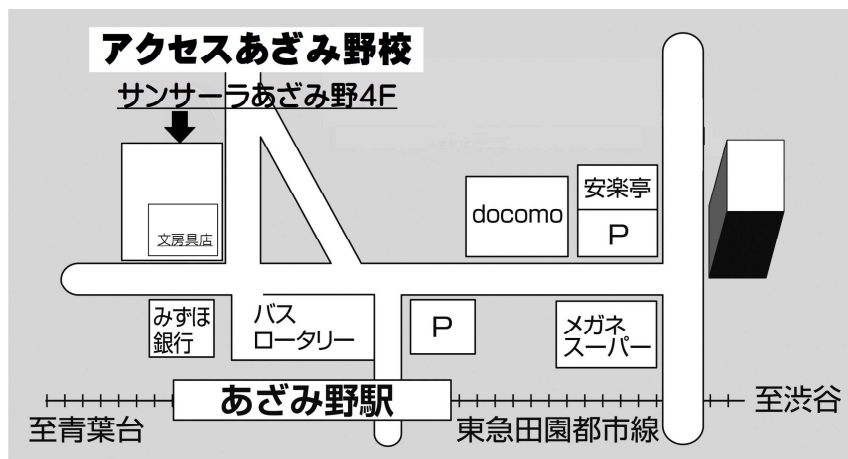 アクセスあざみ野校
サンサーラあざみ野4F
文房具店
docomo
安楽亭
P
みずほ
銀行
バス
ロータリー
P
メガネ
スーパー
あざみ野駅
至渋谷
至青葉台
東急田園都市線